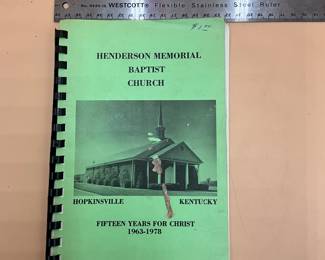 WESTCOTT® Flexible Stainless Steel Ruler
HENDERSON MEMORIAL
BAPTIST
CHURCH
HOPKINSVILLE KENTUCKY
FIFTEEN YEARS FOR CHRIST
1963-1978